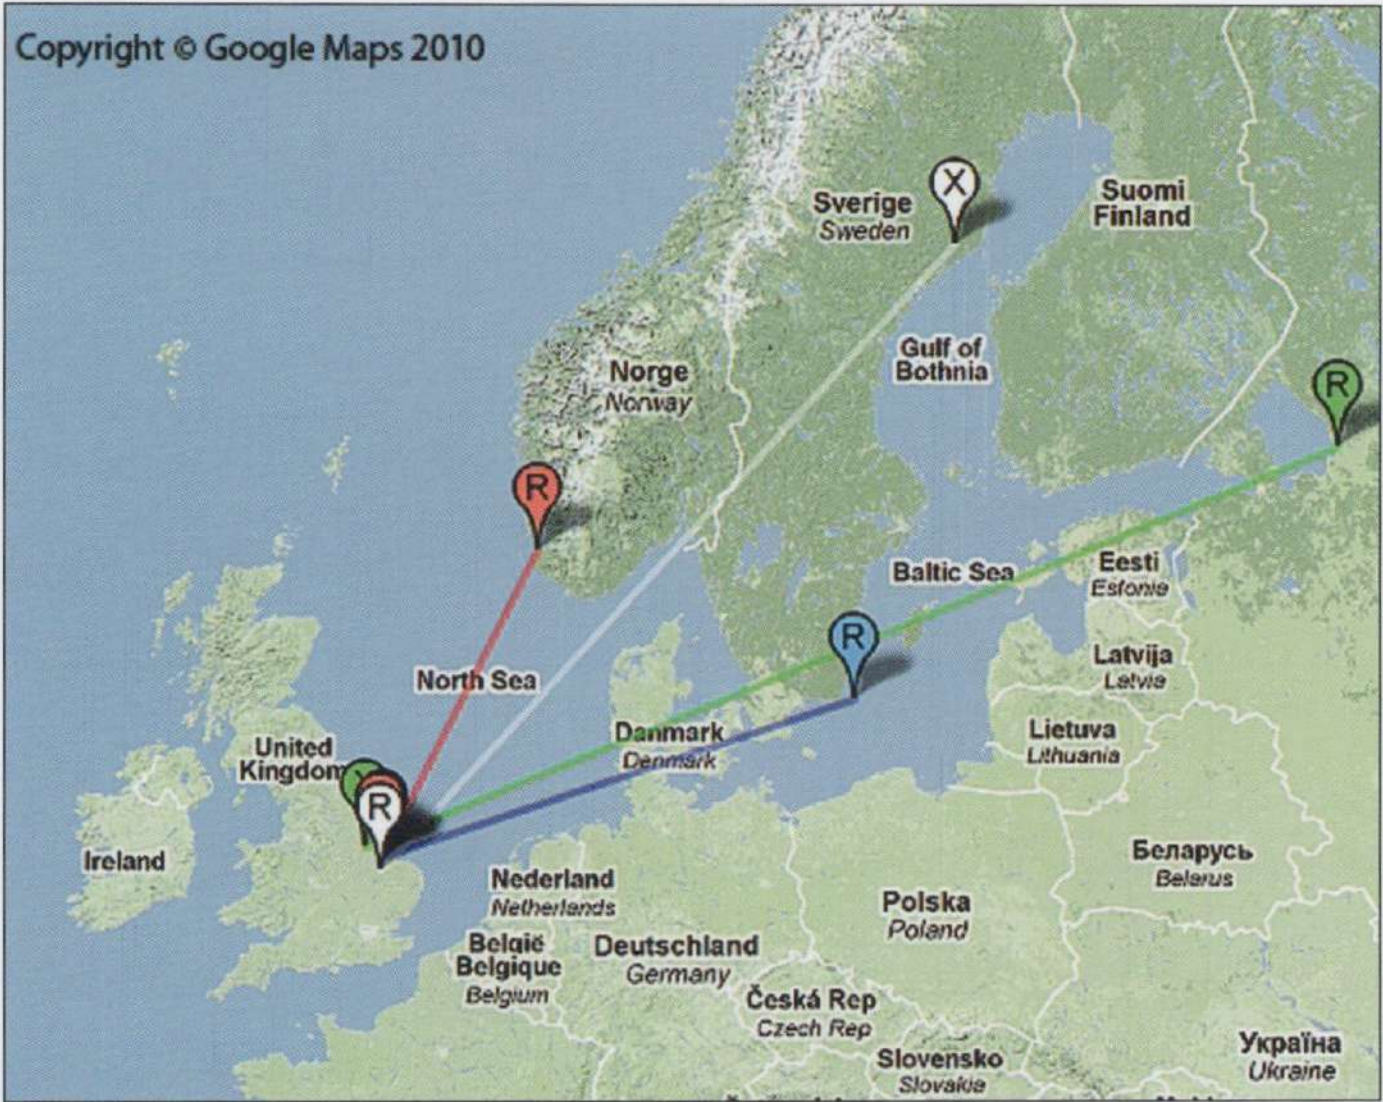 Copyright © Google Maps 2010
X
Sverige
Sweden
Suomi
Finland
Gulf of
Bothnia
Norge
Norway
R
R
Baltic Sea
Eesti
Estonia
R
Latvija
Latvia
North Sea
Danmark
Denmark
Lietuva
Lithuania
United
Kingdom
R
Ireland
Nederland
Netherlands
Беларусь
Belarus
Polska
Poland
België
Belgique
Belgium
Deutschland
Germany
Česká Rep
Czech Rep
Slovensko
Slovakia
Україна
Ukraine